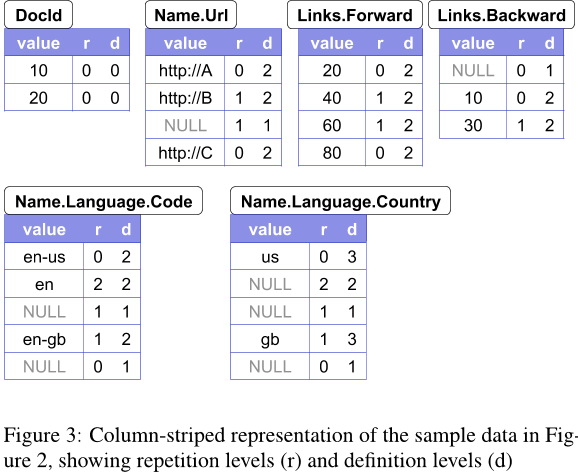 DocId
value r d
10 0 0
20 0 0
Name.Url
value r d
http://A 0 2
http://B 1 2
NULL 1 1
http://C 0 2
Links.Forward
value r d
20 0 2
40 1 2
60 1 2
80 0 2
Links.Backward
value r d
NULL 0 1
10 0 2
30 1 2
Name.Language.Code
value r d
en-us 0 2
en 2 2
NULL 1 1
en-gb 1 2
NULL 0 1
Name.Language.Country
value r d
us 0 3
NULL 2 2
NULL 1 1
gb 1 3
NULL 0 1
Figure 3: Column-striped representation of the sample data in Fig-
ure 2, showing repetition levels (r) and definition levels (d)